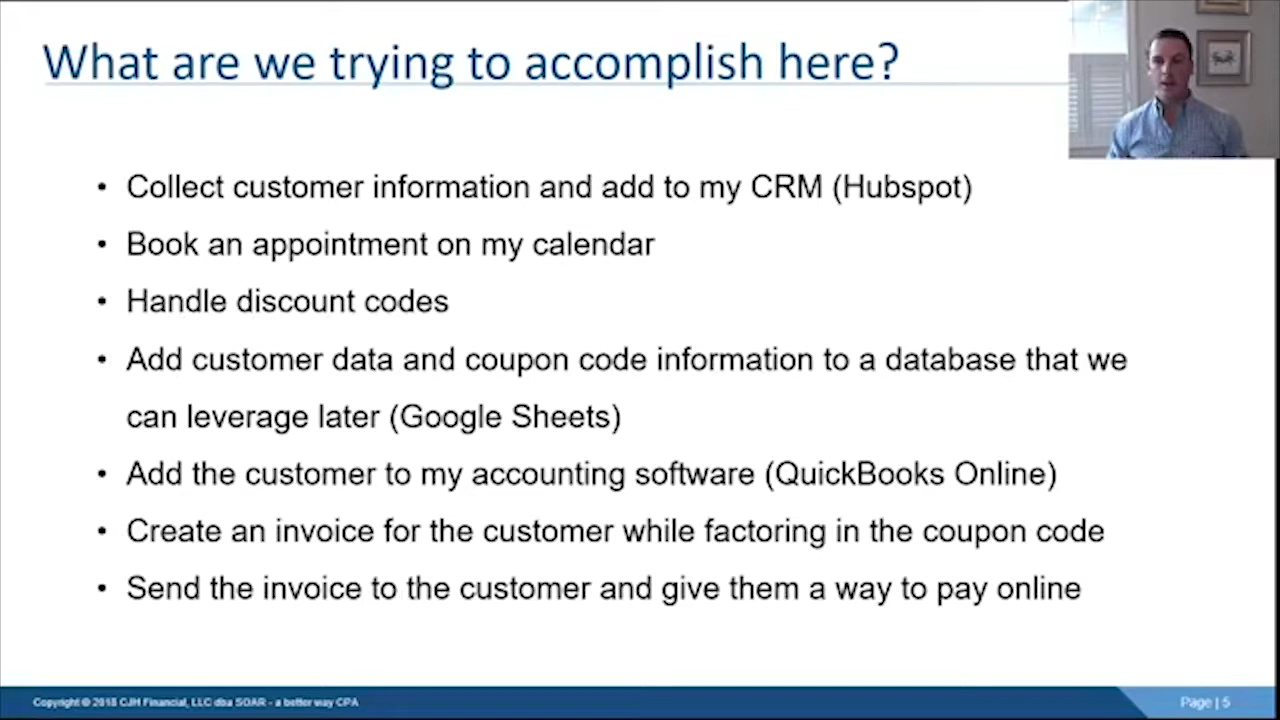 What are we trying to accomplish here?
• Collect customer information and add to my CRM (Hubspot)
• Book an appointment on my calendar
• Handle discount codes
• Add customer data and coupon code information to a database that we
can leverage later (Google Sheets)
• Add the customer to my accounting software (QuickBooks Online)
• Create an invoice for the customer while factoring in the coupon code
• Send the invoice to the customer and give them a way to pay online
Copyright © 2018 CJH Financial, LLC dba SOAR - a better way CPA
Page | 5